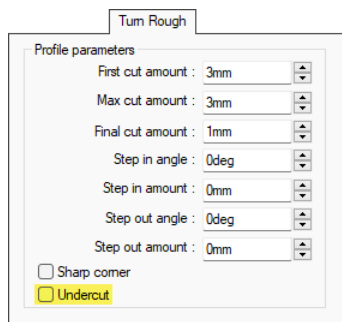 Turn Rough
Profile parameters
First cut amount : 3mm
Max cut amount : 3mm
Final cut amount : 1mm
Step in angle : 0deg
Step in amount : 0mm
Step out angle : 0deg
Step out amount : 0mm
Sharp corner
Undercut